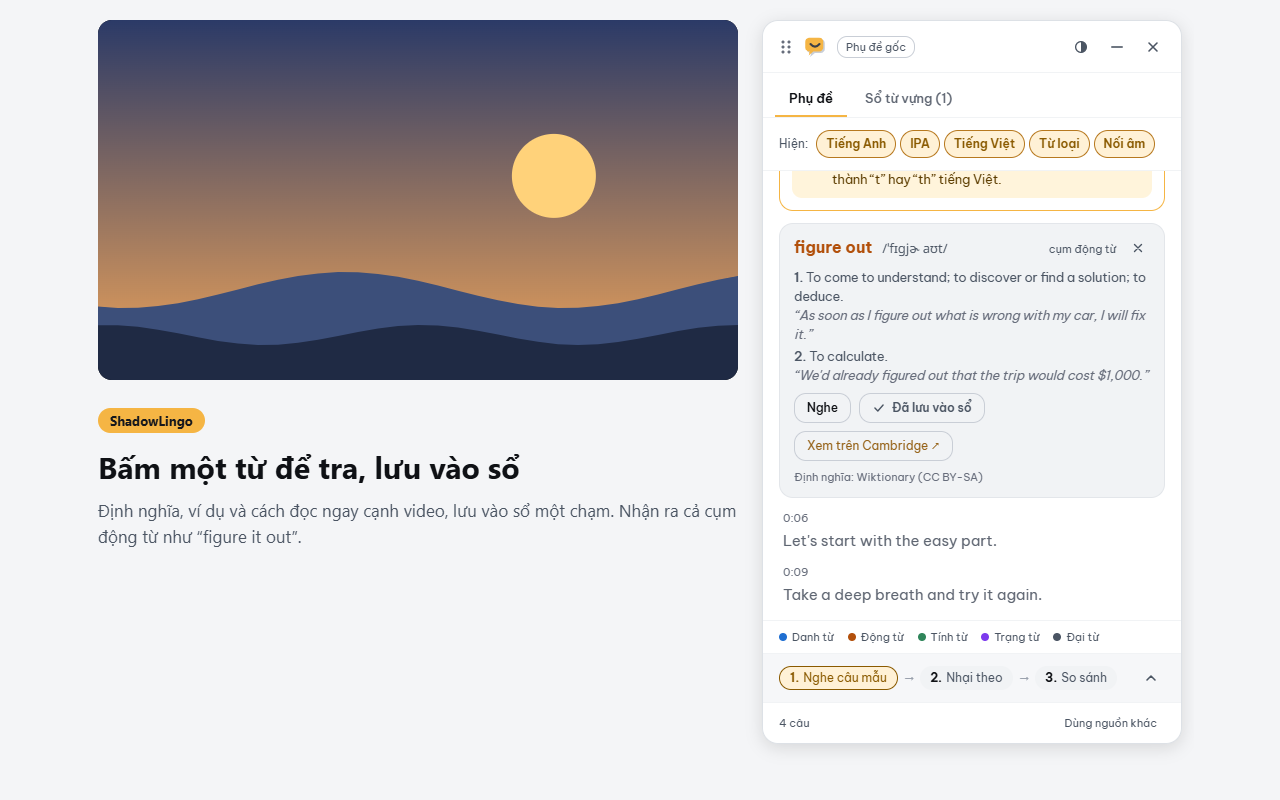 ShadowLingo
Bấm một từ để tra, lưu vào sổ
Định nghĩa, ví dụ và cách đọc ngay cạnh video, lưu vào sổ một chạm. Nhận ra cả cụm
động từ như “figure it out”.
Phụ đề gốc
Phụ đề
Sổ từ vựng (1)
Hiện: Tiếng Anh IPA Tiếng Việt Từ loại Nối âm
thành “t” hay “th” tiếng Việt.
figure out /ˈfɪɡjɚ aʊt/ cụm động từ
1. To come to understand; to discover or find a solution; to
deduce.
“As soon as I figure out what is wrong with my car, I will fix
it.”
2. To calculate.
“We'd already figured out that the trip would cost $1,000.”
Nghe
Đã lưu vào sổ
Xem trên Cambridge ↗
Định nghĩa: Wiktionary (CC BY-SA)
0:06
Let's start with the easy part.
0:09
Take a deep breath and try it again.
Danh từ Động từ Tính từ Trạng từ Đại từ
1. Nghe câu mẫu → 2. Nhại theo → 3. So sánh
4 câu
Dùng nguồn khác